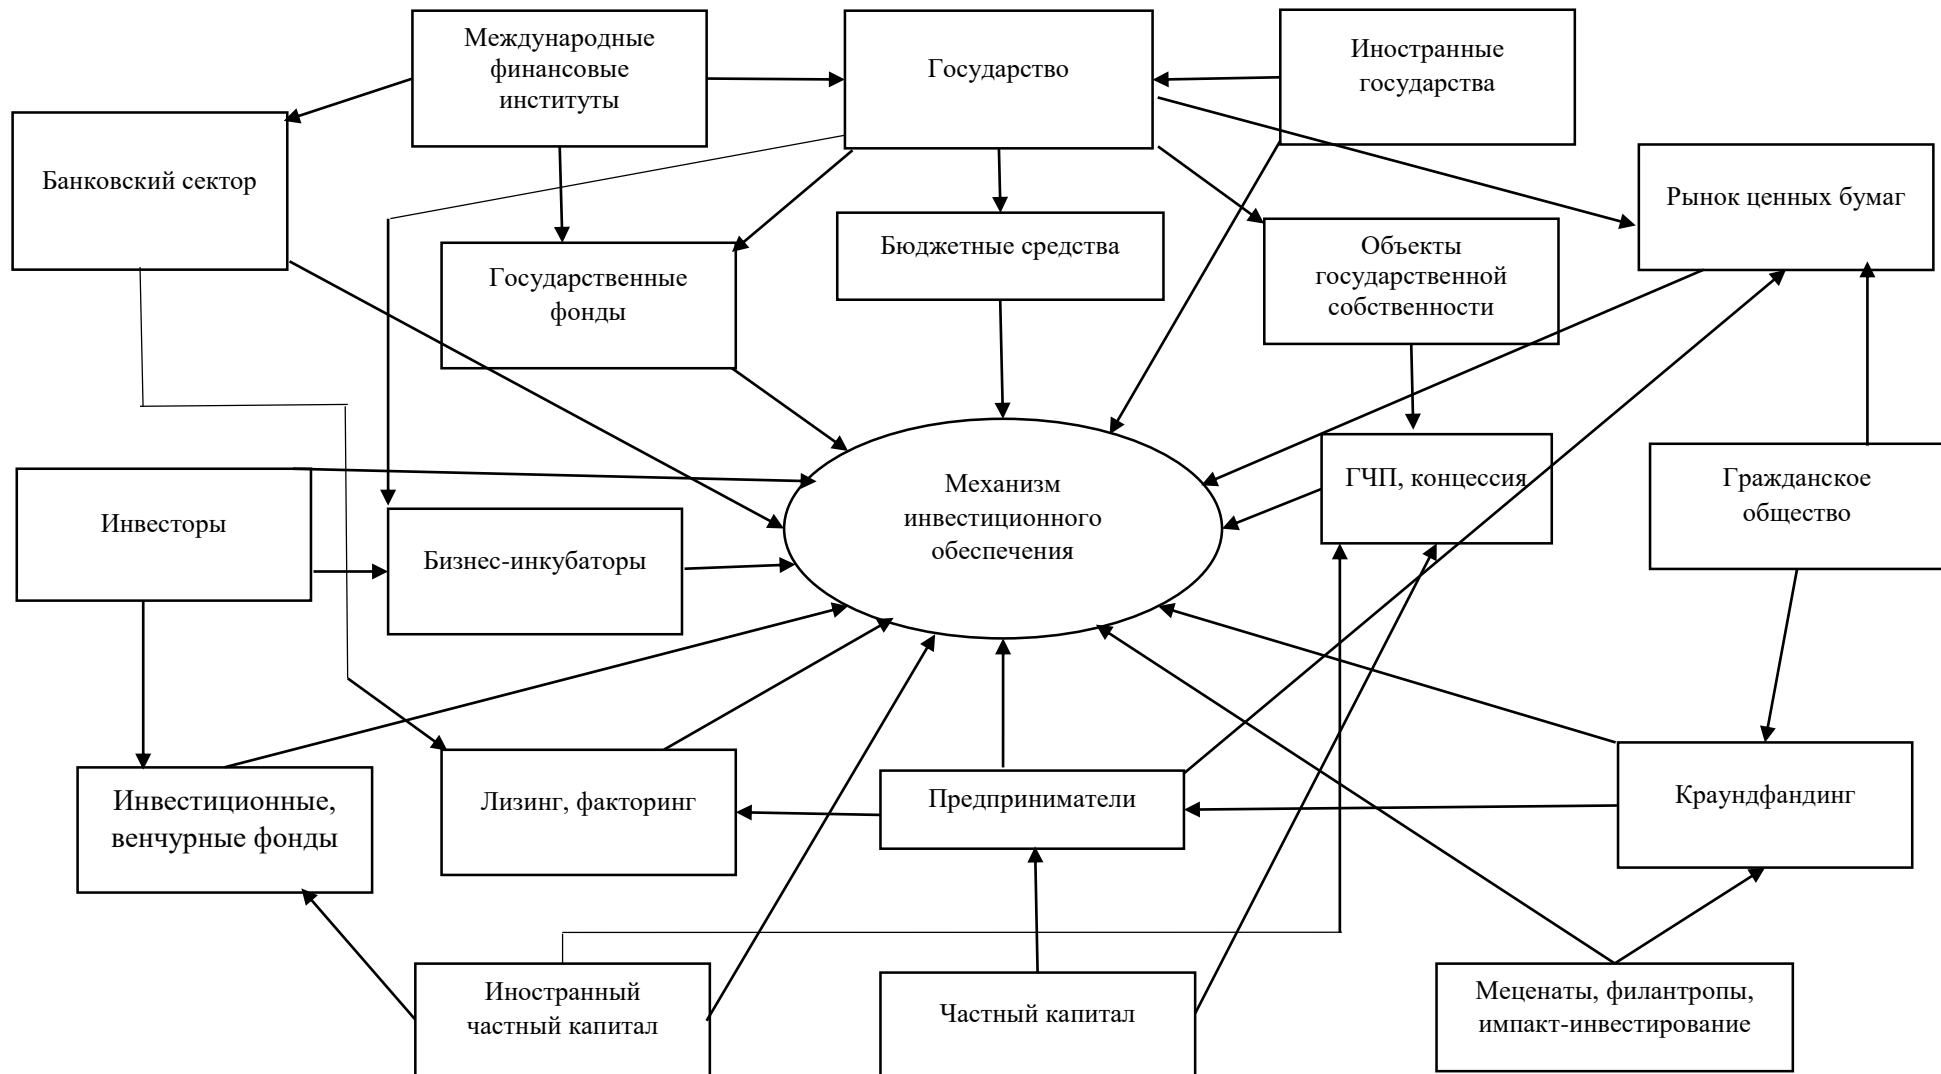 Международные
финансовые
институты
Государство
Иностранные
государства
Банковский сектор
Рынок ценных бумаг
Государственные
фонды
Бюджетные средства
Объекты
государственной
собственности
Механизм
инвестиционного
обеспечения
ГЧП, концессия
Гражданское
общество
Инвесторы
Бизнес-инкубаторы
Инвестиционные,
венчурные фонды
Лизинг, факторинг
Предприниматели
Краундфандинг
Иностранный
частный капитал
Частный капитал
Меценаты, филантропы,
импакт-инвестирование